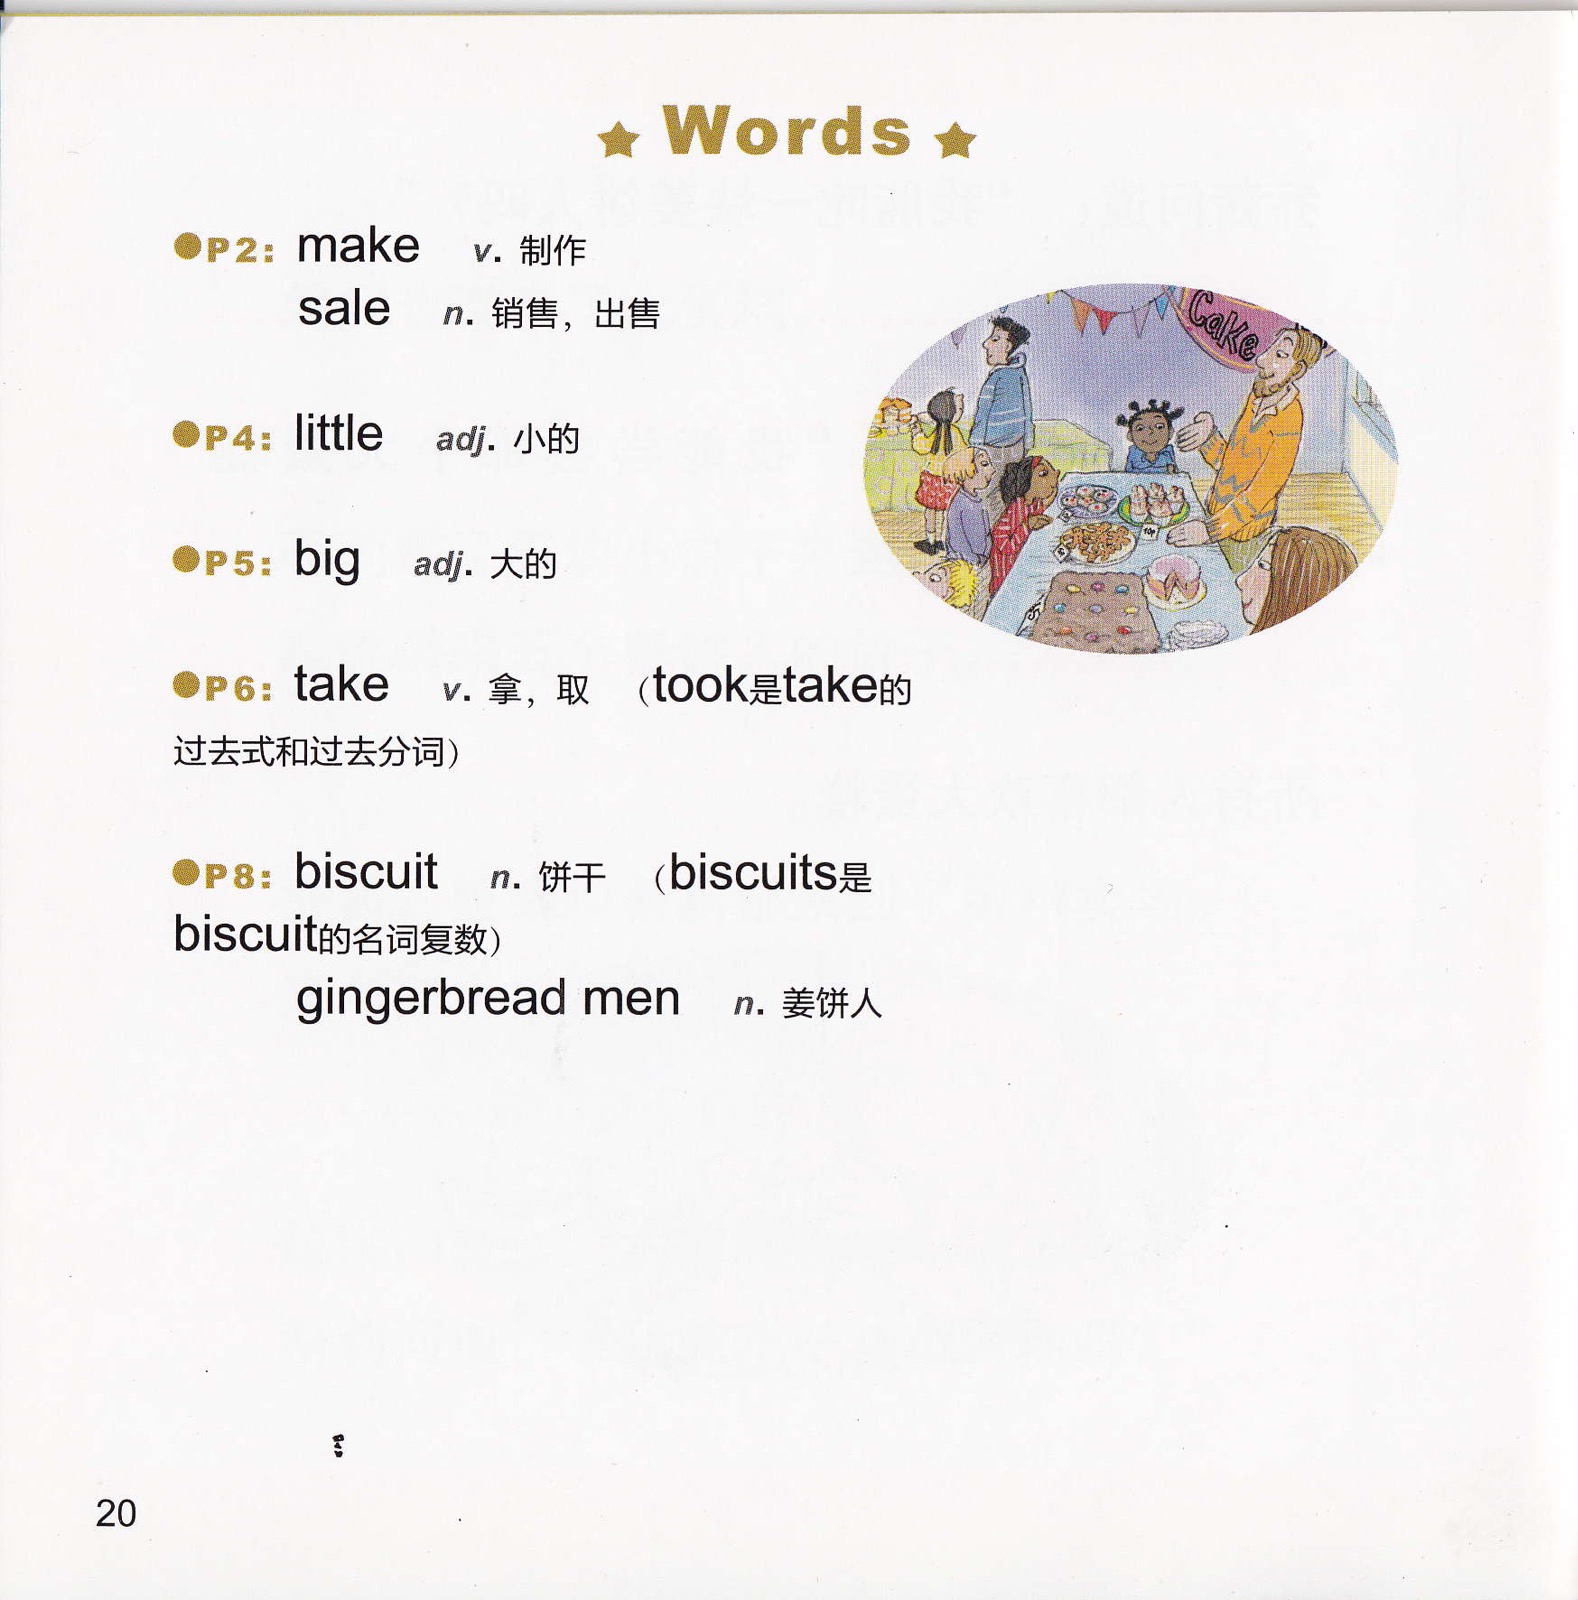 ★ Words ★
●P2: make v. 制作
sale n. 销售，出售
Cake
●P4: little adj. 小的
●P5: big adj. 大的
●P6: take v. 拿，取 （took是take的
过去式和过去分词）
●P8: biscuit n. 饼干 （biscuits是
biscuit的名词复数）
gingerbread men n. 姜饼人
20